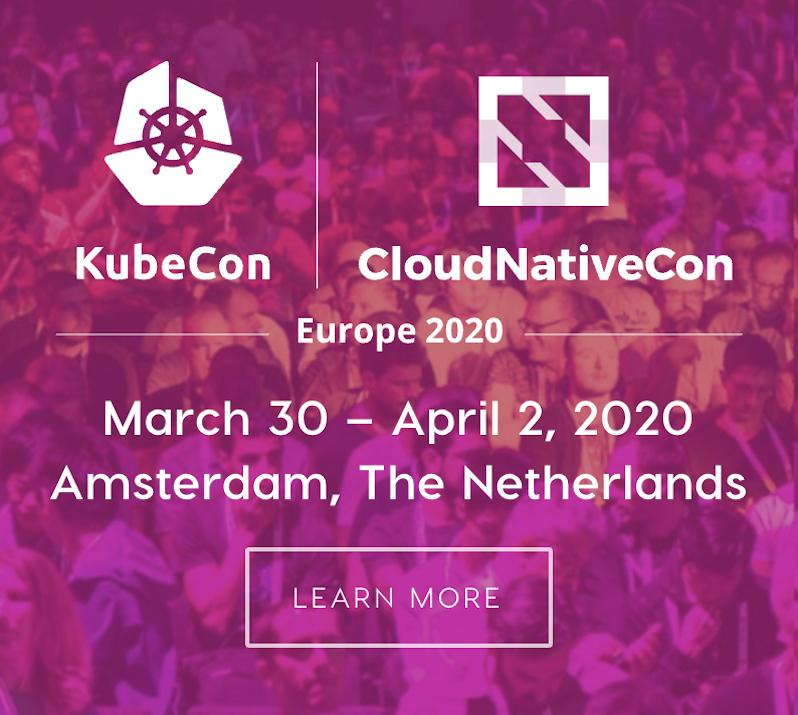 KubeCon
CloudNativeCon
Europe 2020
March 30 – April 2, 2020
Amsterdam, The Netherlands
LEARN MORE